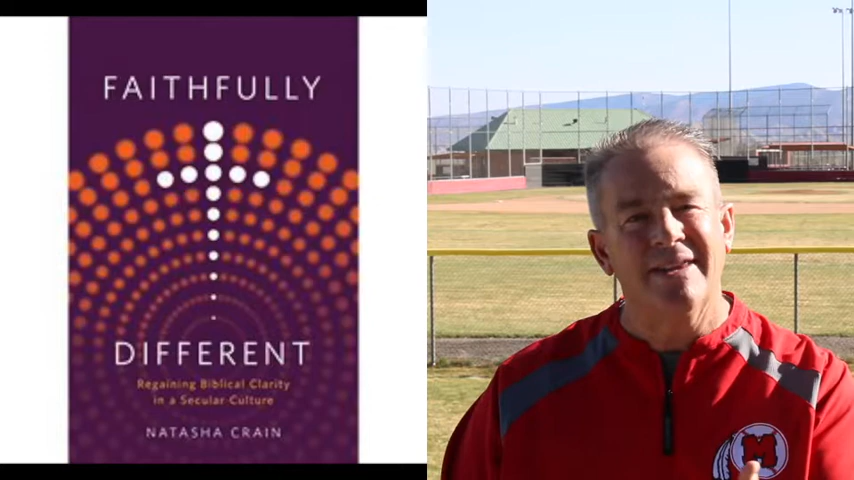 FAITHFULLY
DIFFERENT
Regaining Biblical Clarity
in a Secular Culture
NATASHA CRAIN
M